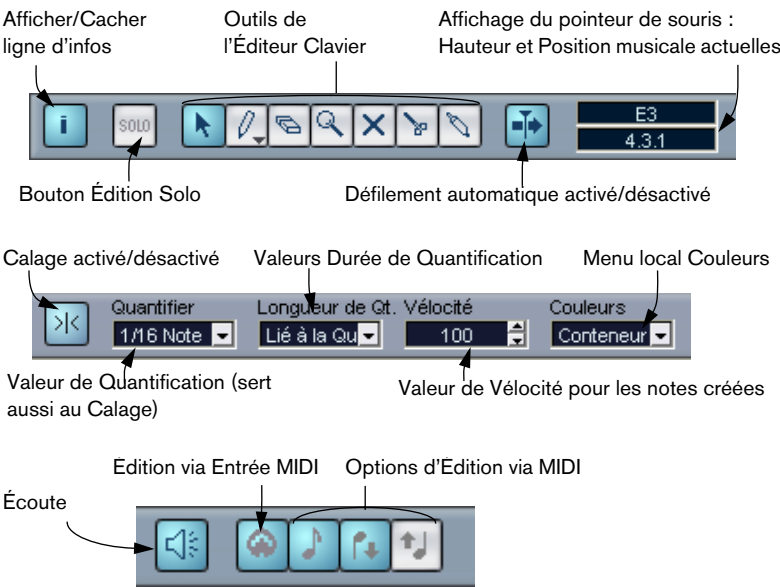 Afficher/Cacher
ligne d'infos
Outils de
l'Éditeur Clavier
Affichage du pointeur de souris :
Hauteur et Position musicale actuelles
i
SOLO
E3
4.3.1
Bouton Édition Solo
Défilement automatique activé/désactivé
Calage activé/désactivé
Valeurs Durée de Quantification
Menu local Couleurs
Quantifier
Longueur de Qt.
Vélocité
Couleurs
1/16 Note
Lié à la Qu
100
Conteneur
Valeur de Quantification (sert
aussi au Calage)
Valeur de Vélocité pour les notes créées
Edition via Entrée MIDI
Options d'Edition via MIDI
Écoute